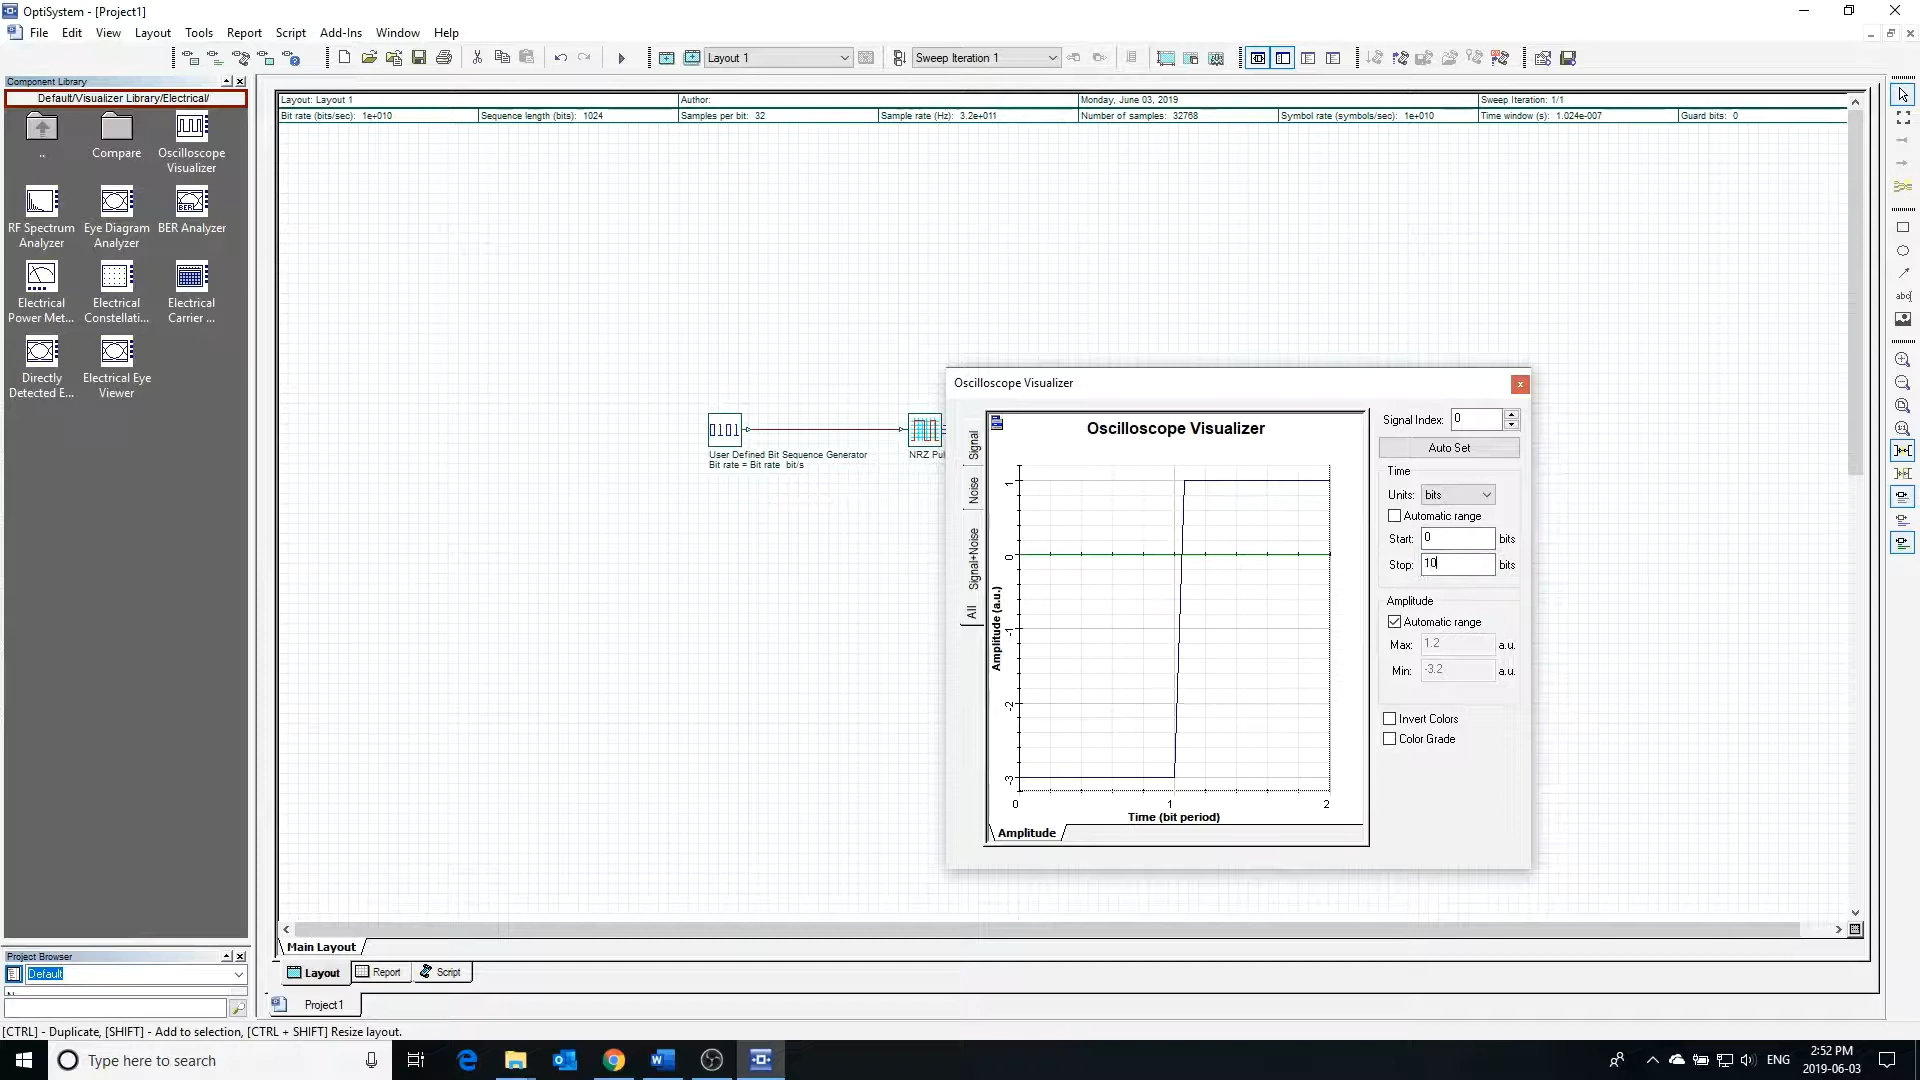 OptiSystem - [Project1]
File Edit View Layout Tools Report Script Add-Ins Window Help
Layout 1
Sweep Iteration 1
Component Library
Default/Visualizer Library/Electrical/
..
Compare
Oscilloscope
Visualizer
RF Spectrum
Analyzer
Eye Diagram
Analyzer
BER Analyzer
Electrical
Power Met...
Electrical
Constellati...
Electrical
Carrier ...
Directly
Detected E...
Electrical Eye
Viewer
Layout: Layout 1 Author: Monday, June 03, 2019 Sweep Iteration: 1/1
Bit rate (bits/sec): 1e+010 Sequence length (bits): 1024 Samples per bit: 32 Sample rate (Hz): 3.2e+011 Number of samples: 32768 Symbol rate (symbols/sec): 1e+010 Time window (s): 1.024e-007 Guard bits: 0
0101
User Defined Bit Sequence Generator
Bit rate = Bit rate bit/s
NRZ Pul
Oscilloscope Visualizer
Signal
Noise
Signal+Noise
All
Oscilloscope Visualizer
Amplitude (a.u.)
1
0
-1
-2
-3
0 1 2
Time (bit period)
Amplitude
Signal Index: 0
Auto Set
Time
Units: bits
Automatic range
Start: 0 bits
Stop: 10 bits
Amplitude
Automatic range
Max: 1.2 a.u.
Min: -3.2 a.u.
Invert Colors
Color Grade
Main Layout
Layout Report Script
Project1
Project Browser
Default
[CTRL] - Duplicate, [SHIFT] - Add to selection, [CTRL + SHIFT] Resize layout.
Type here to search
ENG
2:52 PM
2019-06-03